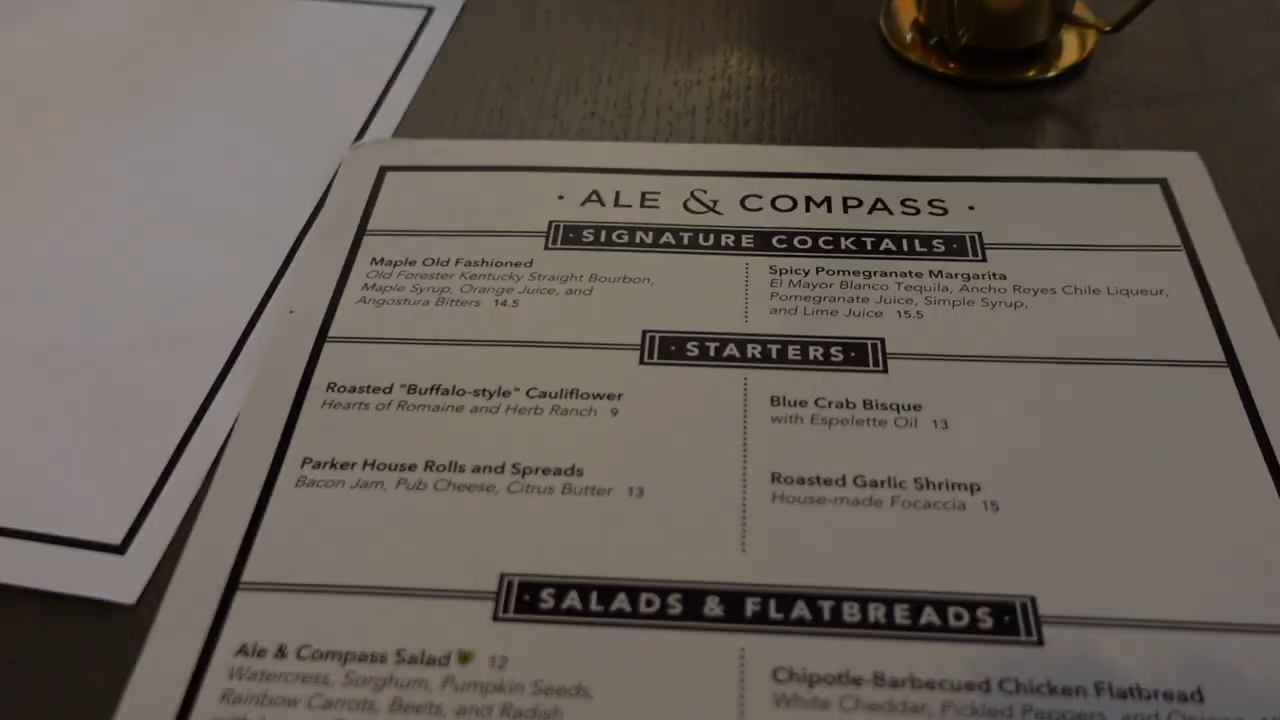 · ALE & COMPASS ·
· SIGNATURE COCKTAILS ·
Maple Old Fashioned
Old Forester Kentucky Straight Bourbon,
Maple Syrup, Orange Juice, and
Angostura Bitters 14.5
Spicy Pomegranate Margarita
El Mayor Blanco Tequila, Ancho Reyes Chile Liqueur,
Pomegranate Juice, Simple Syrup,
and Lime Juice 15.5
· STARTERS ·
Roasted "Buffalo-style" Cauliflower
Hearts of Romaine and Herb Ranch 9
Parker House Rolls and Spreads
Bacon Jam, Pub Cheese, Citrus Butter 13
Blue Crab Bisque
with Espelette Oil 13
Roasted Garlic Shrimp
House-made Focaccia 15
· SALADS & FLATBREADS ·
Ale & Compass Salad 12
Watercress, Sorghum, Pumpkin Seeds,
Rainbow Carrots, Beets, and Radish
Chipotle-Barbecued Chicken Flatbread
White Cheddar, Pickled Peppers, and